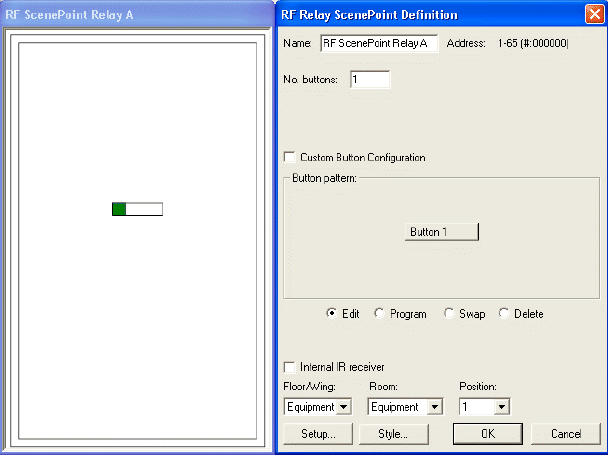 RF ScenePoint Relay A
RF Relay ScenePoint Definition
Name: RF ScenePoint Relay A Address: 1-65 (#:000000)
No. buttons: 1
Custom Button Configuration
Button pattern:
Button 1
Edit Program Swap Delete
Internal IR receiver
Floor/Wing: Room: Position:
Equipment Equipment 1
Setup... Style... OK Cancel